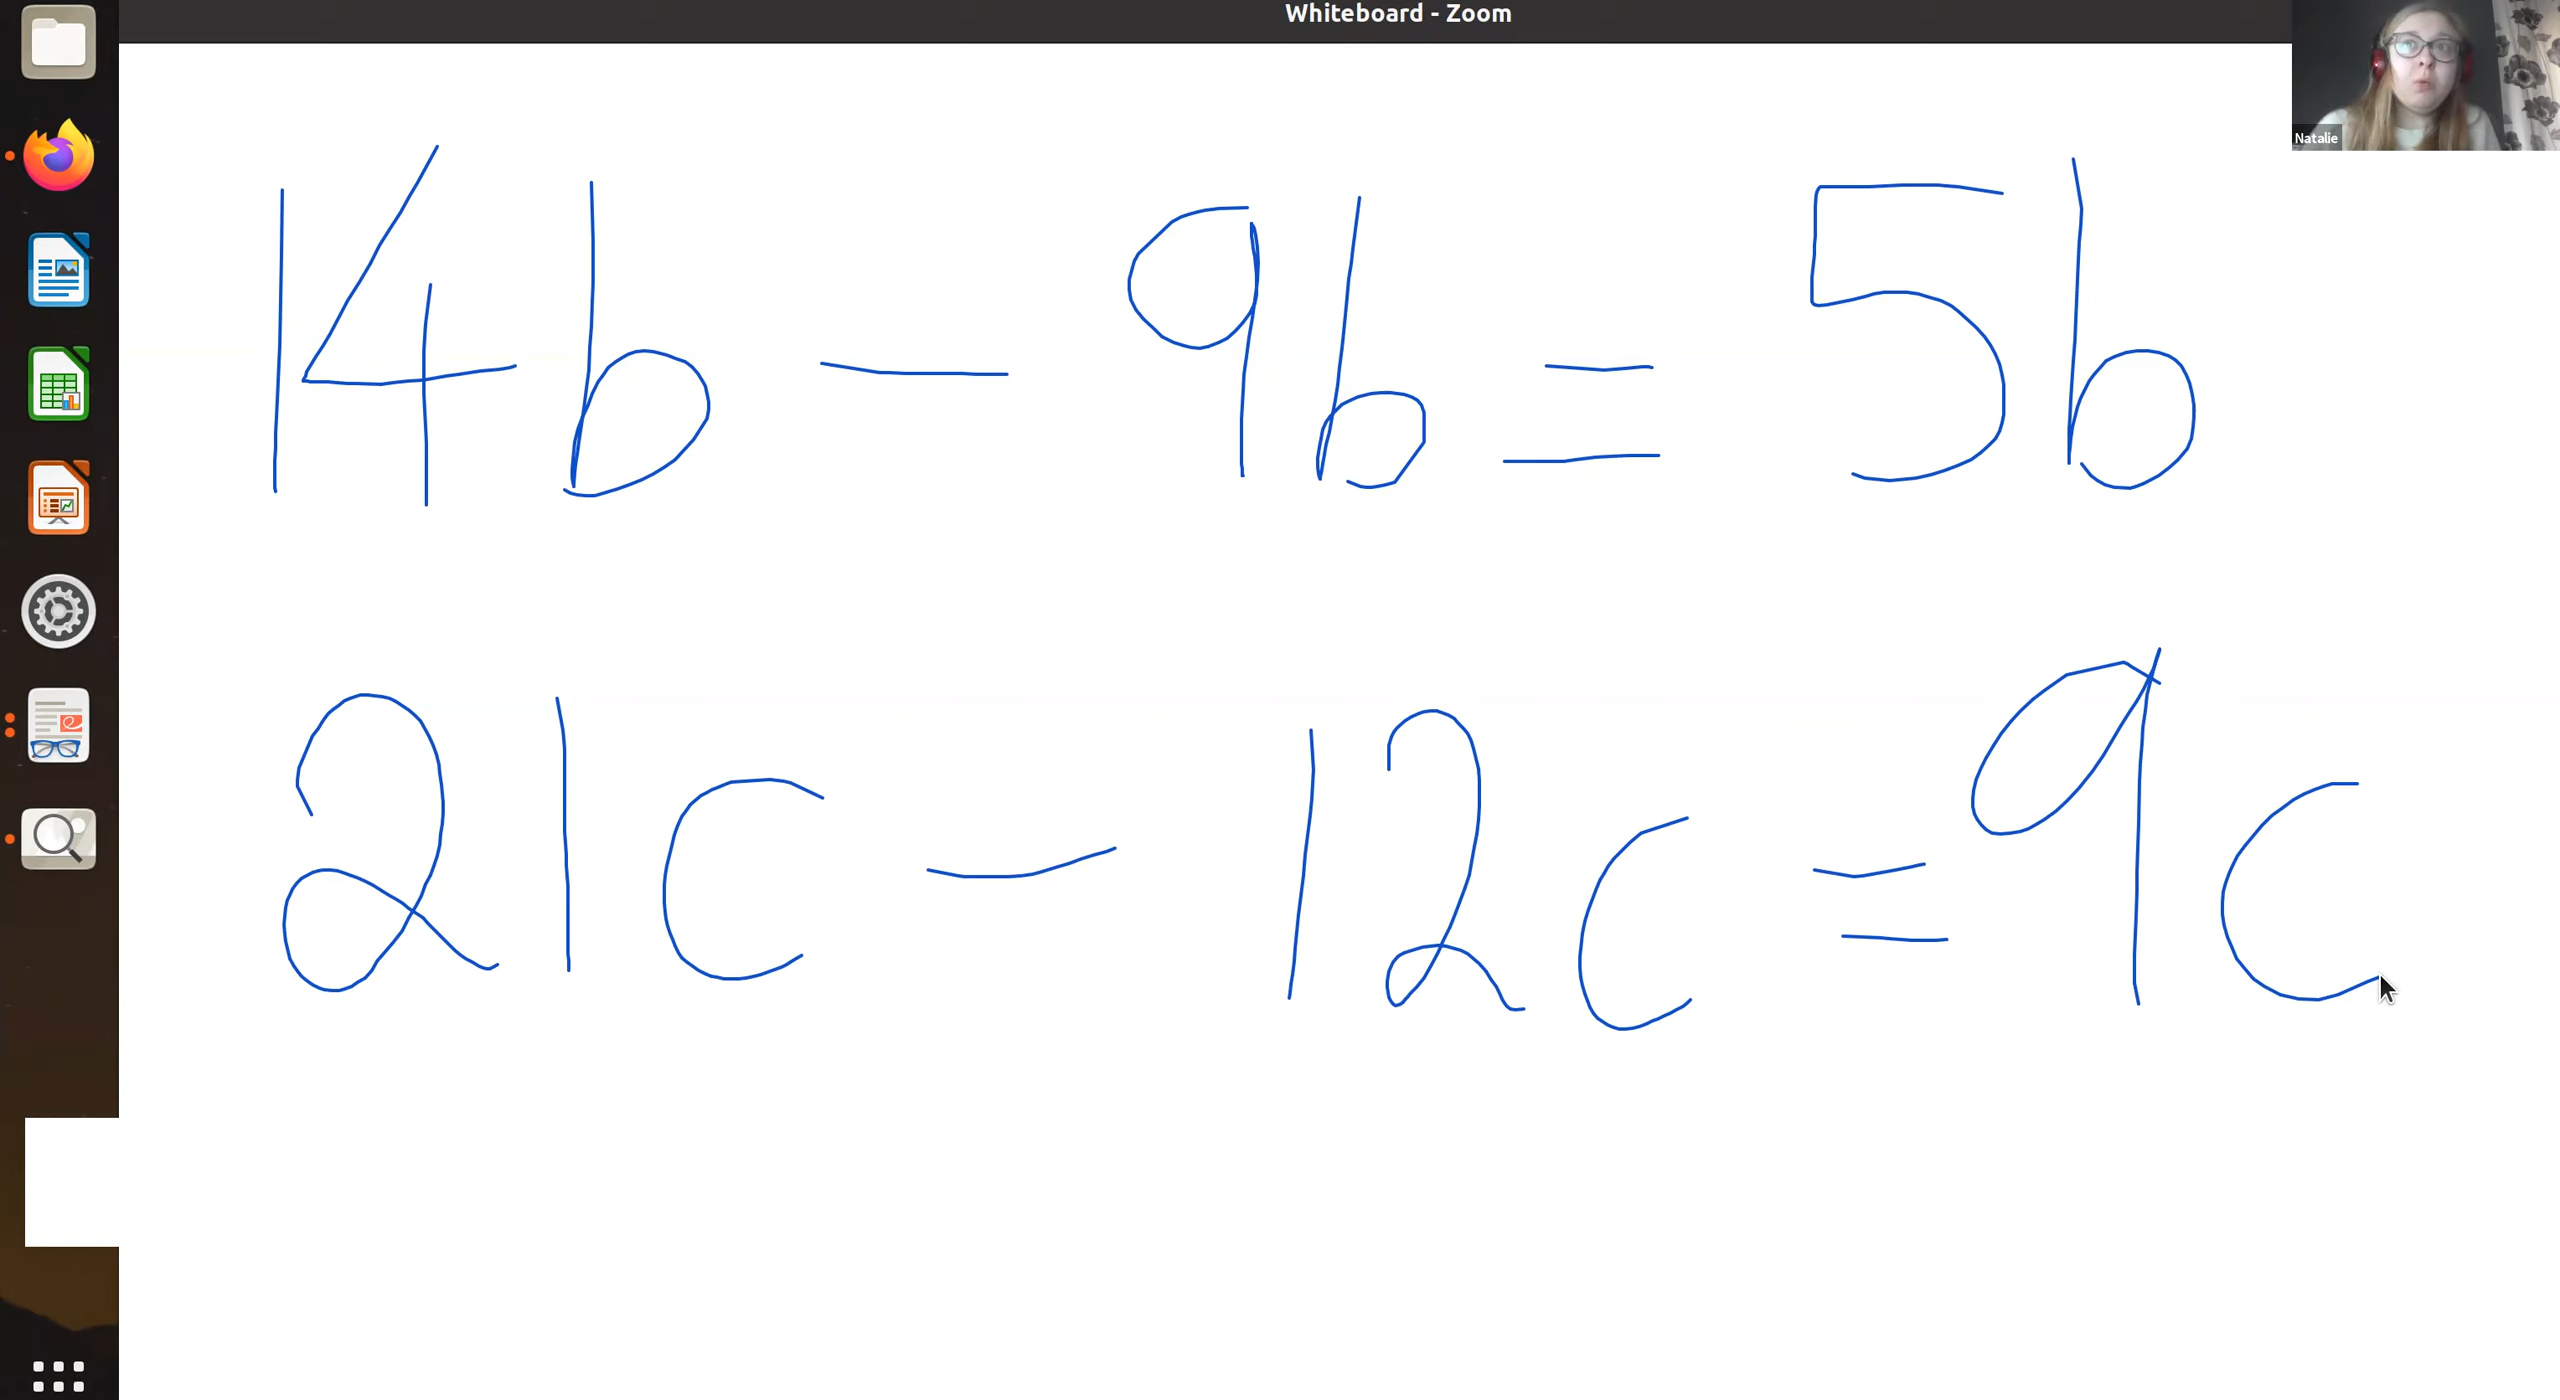 Whiteboard - Zoom
Natalie
14b - 9b = 5b
21c - 12c = 9c